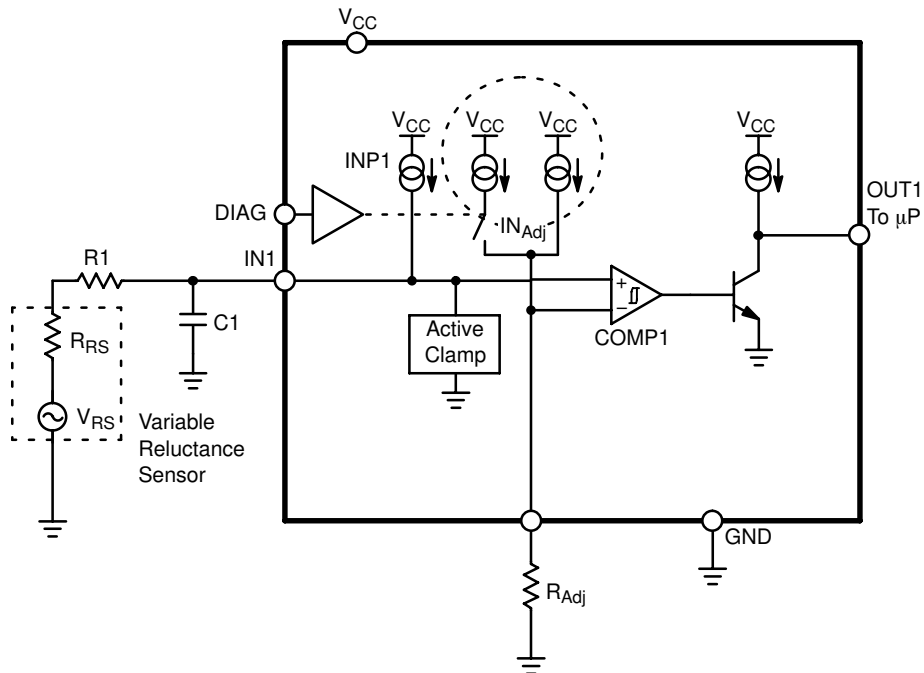 VCC
VCC VCC VCC VCC
INP1
OUT1
To μP
DIAG
INAdj
IN1
R1
+
−
C1
COMP1
Active
Clamp
RRS
VRS
Variable
Reluctance
Sensor
GND
RAdj